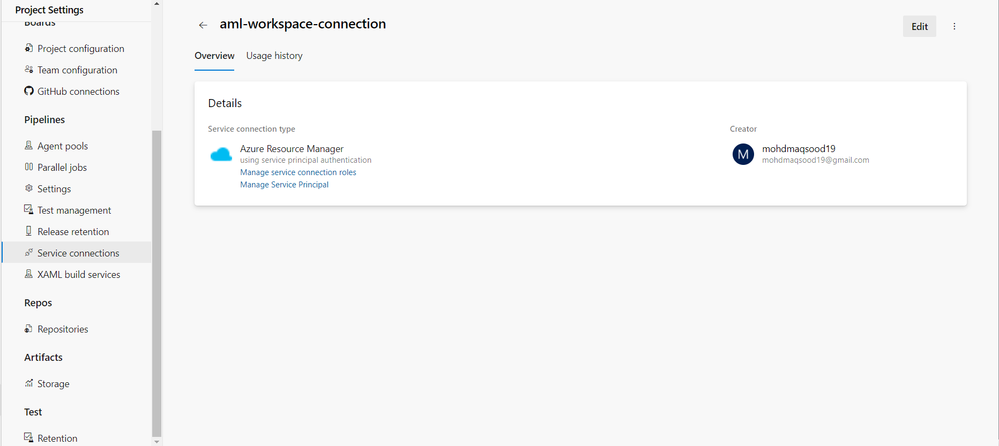 Project Settings
Boards
Project configuration
Team configuration
GitHub connections
Pipelines
Agent pools
Parallel jobs
Settings
Test management
Release retention
Service connections
XAML build services
Repos
Repositories
Artifacts
Storage
Test
Retention
aml-workspace-connection
Edit
Overview
Usage history
Details
Service connection type
Azure Resource Manager
using service principal authentication
Manage service connection roles
Manage Service Principal
Creator
M
mohdmaqsood19
mohdmaqsood19@gmail.com